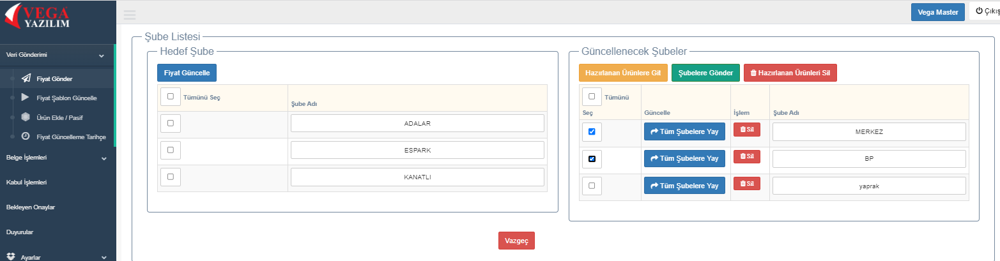 VEGA
YAZILIM
Vega Master
Veri Gönderimi
Fiyat Gönder
Fiyat Şablon Güncelle
Ürün Ekle / Pasif
Fiyat Güncelleme Tarihçe
Belge İşlemleri
Kabul İşlemleri
Bekleyen Onaylar
Duyurular
Ayarlar
Şube Listesi
Hedef Şube
Fiyat Güncelle
Tümünü Seç
Şube Adı
ADALAR
ESPARK
KANATLI
Güncellenecek Şubeler
Hazırlanan Ürünlere Git
Şubelere Gönder
Hazırlanan Ürünleri Sil
Tümünü
Seç
Güncelle
İşlem
Şube Adı
Tüm Şubelere Yay
Sil
MERKEZ
Tüm Şubelere Yay
Sil
BP
Tüm Şubelere Yay
Sil
yaprak
Vazgeç